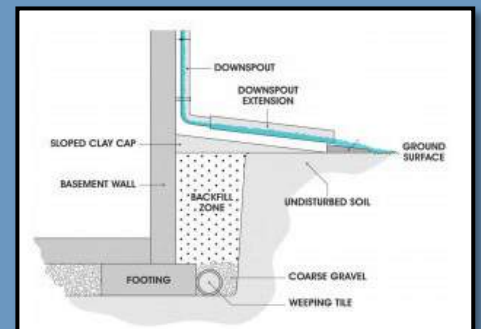 DOWNSPOUT
DOWNSPOUT
EXTENSION
SLOPED CLAY CAP
GROUND
SURFACE
BASEMENT WALL
BACKFILL
ZONE
UNDISTURBED SOIL
FOOTING
COARSE GRAVEL
WEEPING TILE